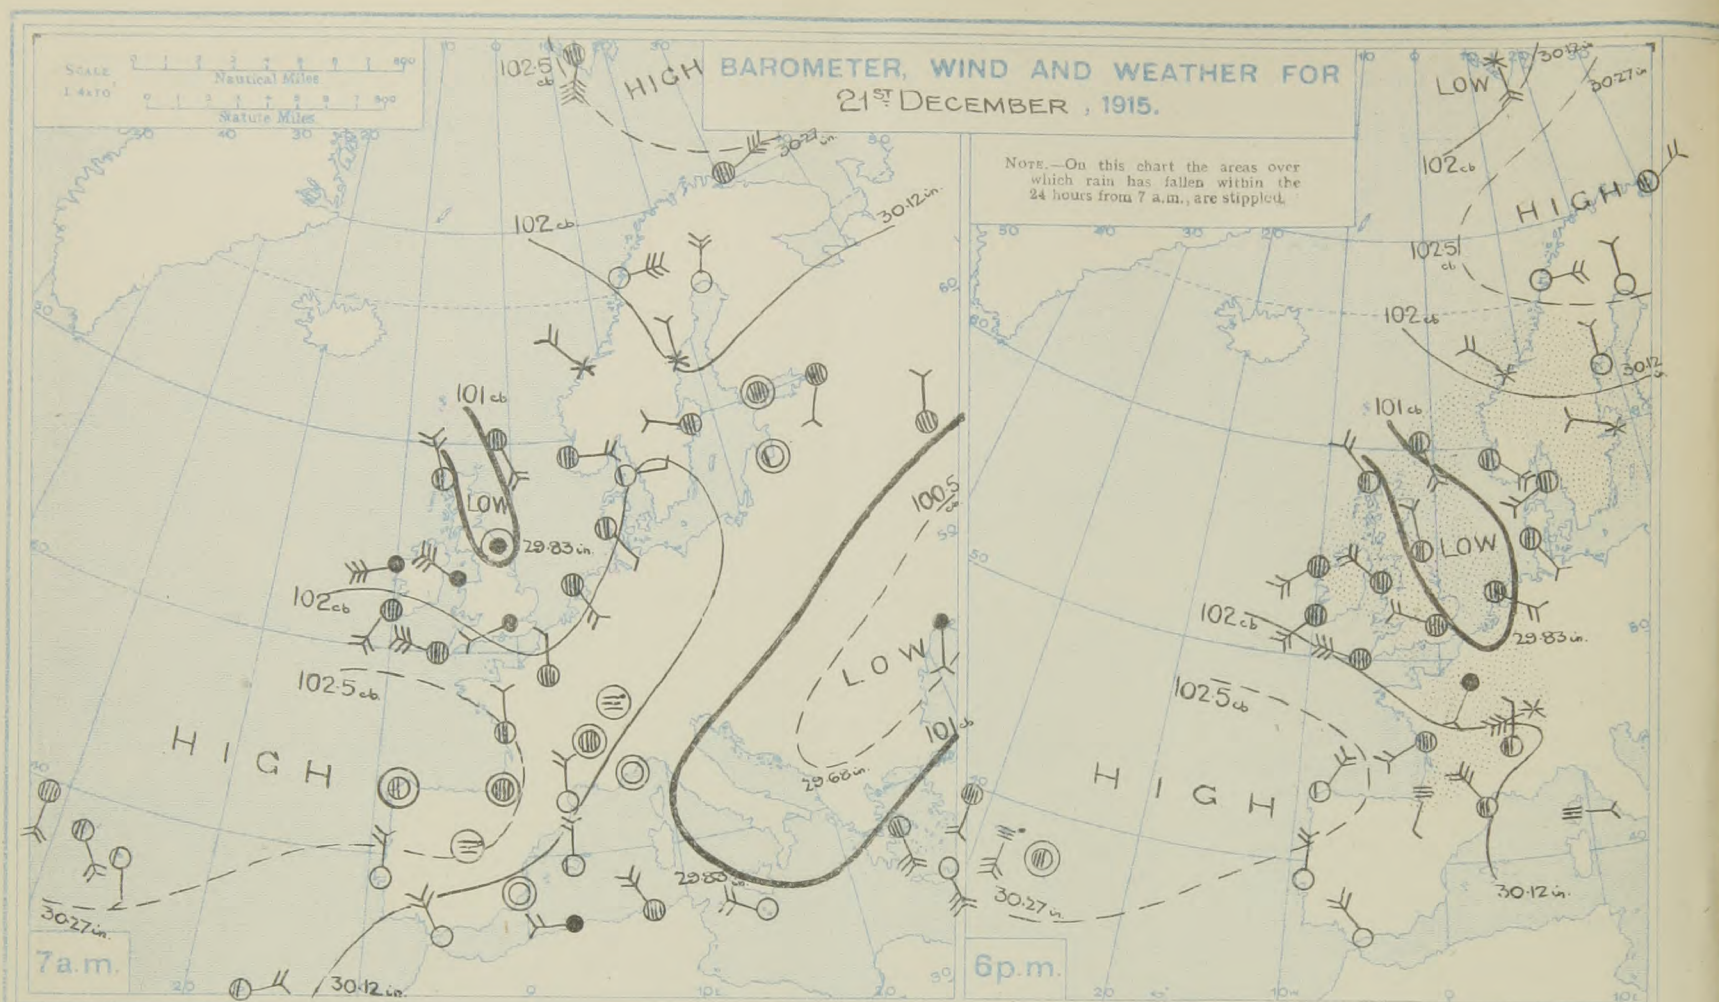 SCALE
Nautical Miles
Statute Miles
BAROMETER, WIND AND WEATHER FOR
21ST DECEMBER, 1915.
NOTE.—On this chart the areas over
which rain has fallen within the
24 hours from 7 a.m., are stippled.
102.5 cb
HIGH
30.27 in.
102 cb
30.12 in.
101 cb
LOW
29.83 in.
102 cb
102.5 cb
HIGH
100.5 cb
LOW
29.68 in.
101 cb
29.83 in.
30.27 in.
30.12 in.
7 a.m.
LOW
30.12 in
30.27 in
102 cb
HIGH
102.5 cb
102 cb
30.12 in.
101 cb
LOW
102 cb
29.83 in.
102.5 cb
HIGH
30.27 in.
30.12 in.
6 p.m.